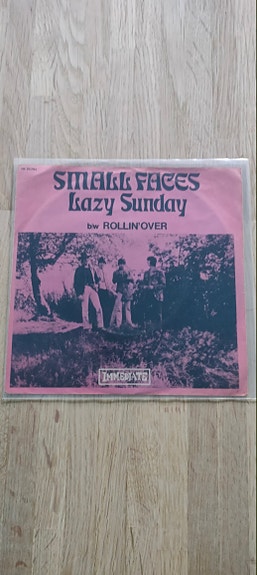 SMALL FACES
Lazy Sunday
b/w ROLLIN'OVER
IMMEDIATE